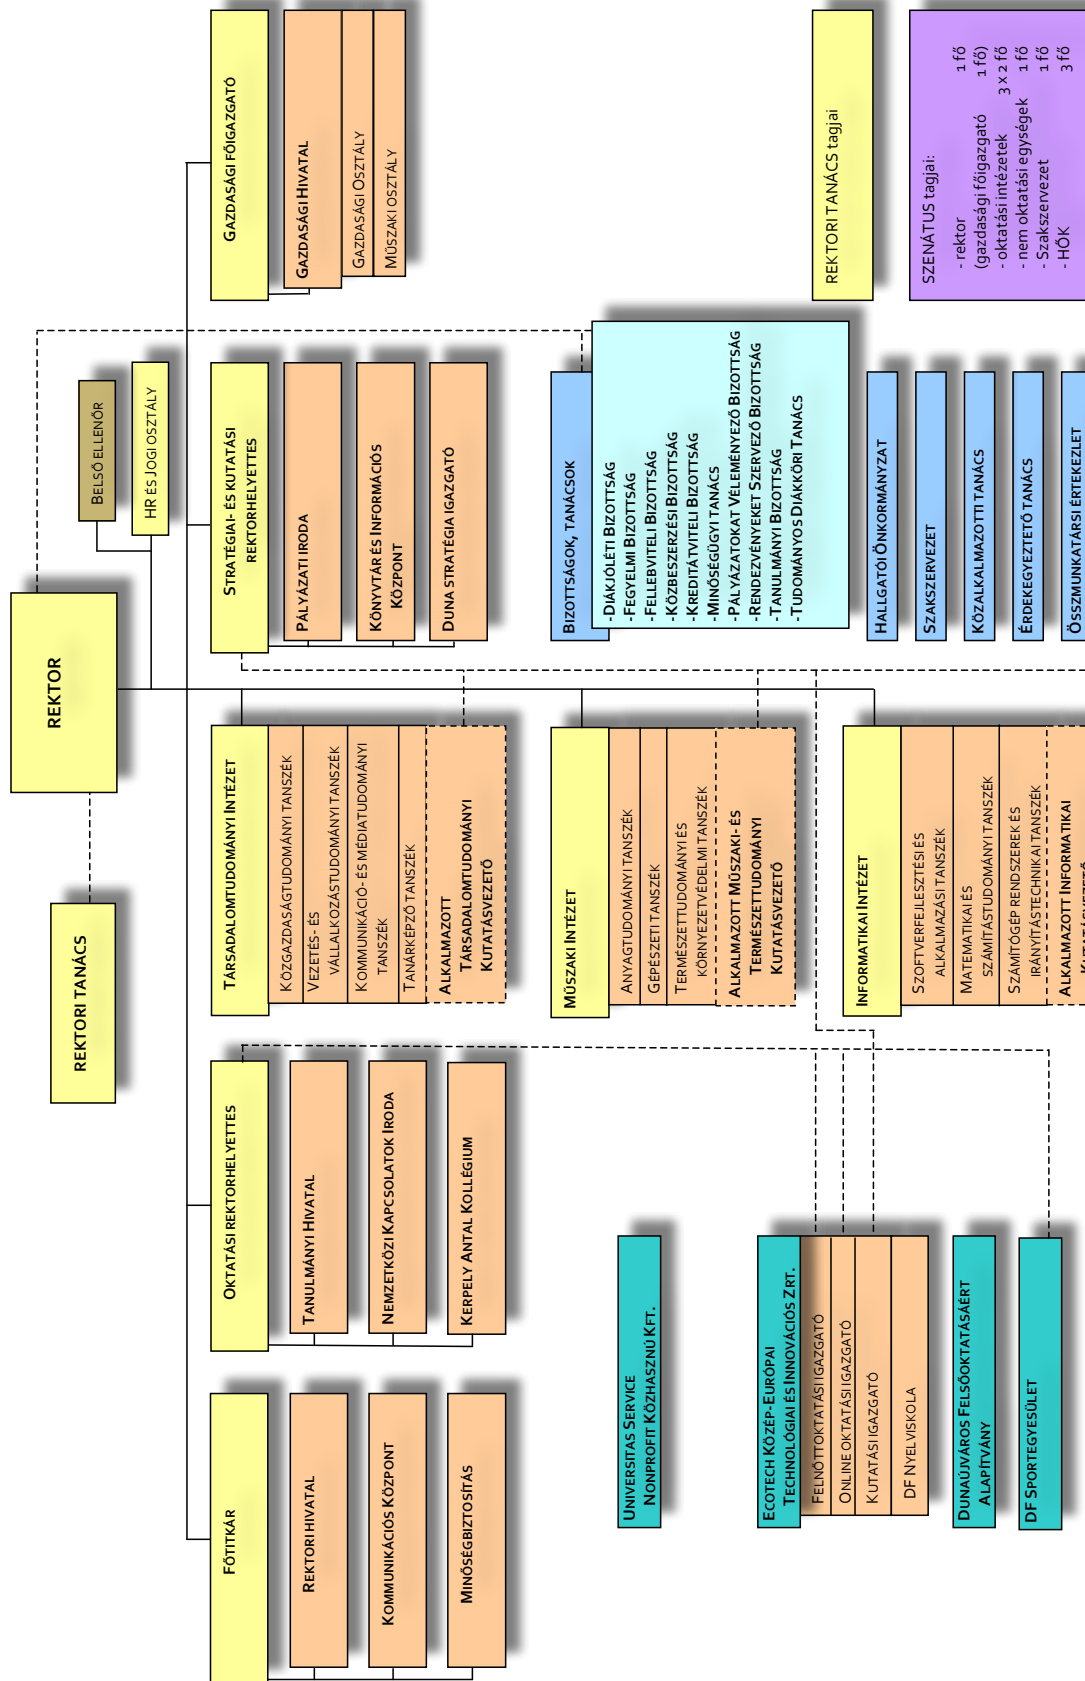 REKTOR
REKTORI TANÁCS
BELSŐ ELLENŐR
HR ÉS JOGI OSZTÁLY
FŐTITKÁR
REKTORI HIVATAL
KOMMUNIKÁCIÓS KÖZPONT
MINŐSÉGBIZTOSÍTÁS
OKTATÁSI REKTORHELYETTES
TANULMÁNYI HIVATAL
NEMZETKÖZI KAPCSOLATOK IRODA
KERPELY ANTAL KOLLÉGIUM
TÁRSADALOMTUDOMÁNYI INTÉZET
KÖZGAZDASÁGTUDOMÁNYI TANSZÉK
VEZETÉS- ÉS
VÁLLALKOZÁSTUDOMÁNYI TANSZÉK
KOMMUNIKÁCIÓ- ÉS MÉDIATUDOMÁNYI
TANSZÉK
TANÁRKÉPZŐ TANSZÉK
ALKALMAZOTT
TÁRSADALOMTUDOMÁNYI
KUTATÁSVEZETŐ
STRATÉGIAI- ÉS KUTATÁSI
REKTORHELYETTES
PÁLYÁZATI IRODA
KÖNYVTÁR ÉS INFORMÁCIÓS
KÖZPONT
DUNA STRATÉGIA IGAZGATÓ
GAZDASÁGI FŐIGAZGATÓ
GAZDASÁGI HIVATAL
GAZDASÁGI OSZTÁLY
MŰSZAKI OSZTÁLY
MŰSZAKI INTÉZET
ANYAGTUDOMÁNYI TANSZÉK
GÉPÉSZETI TANSZÉK
TERMÉSZETTUDOMÁNYI ÉS
KÖRNYEZETVÉDELMI TANSZÉK
ALKALMAZOTT MŰSZAKI- ÉS
TERMÉSZETTUDOMÁNYI
KUTATÁSVEZETŐ
INFORMATIKAI INTÉZET
SZOFTVERFEJLESZTÉSI ÉS
ALKALMAZÁSI TANSZÉK
MATEMATIKAI ÉS
SZÁMÍTÁSTUDOMÁNYI TANSZÉK
SZÁMÍTÓGÉP RENDSZEREK ÉS
IRÁNYÍTÁSTECHNIKAI TANSZÉK
ALKALMAZOTT INFORMATIKAI
BIZOTTSÁGOK, TANÁCSOK
-DIÁKJÓLÉTI BIZOTTSÁG
-FEGYELMI BIZOTTSÁG
-FELLEBVITELI BIZOTTSÁG
-KÖZBESZERZÉSI BIZOTTSÁG
-KREDITÁTVITELI BIZOTTSÁG
-MINŐSÉGÜGYI TANÁCS
-PÁLYÁZATOKAT VÉLEMÉNYEZŐ BIZOTTSÁG
-RENDEZVÉNYEKET SZERVEZŐ BIZOTTSÁG
-TANULMÁNYI BIZOTTSÁG
-TUDOMÁNYOS DIÁKKÖRI TANÁCS
HALLGATÓI ÖNKORMÁNYZAT
SZAKSZERVEZET
KÖZALKALMAZOTTI TANÁCS
ÉRDEKEGYEZTETŐ TANÁCS
ÖSSZMUNKATÁRSI ÉRTEKEZLET
UNIVERSITAS SERVICE
NONPROFIT KÖZHASZNÚ KFT.
ECOTECH KÖZÉP-EURÓPAI
TECHNOLÓGIAI ÉS INNOVÁCIÓS ZRT.
FELNŐTTOKTATÁSI IGAZGATÓ
ONLINE OKTATÁSI IGAZGATÓ
KUTATÁSI IGAZGATÓ
DF NYELVISKOLA
DUNAÚJVÁROS FELSŐOKTATÁSÁÉRT
ALAPÍTVÁNY
DF SPORTEGYESÜLET
REKTORI TANÁCS tagjai
SZENÁTUS tagjai:
- rektor 1 fő
(gazdasági főigazgató 1 fő)
- oktatási intézetek 3 x 2 fő
- nem oktatási egységek 1 fő
- Szakszervezet 1 fő
- HÖK 3 fő